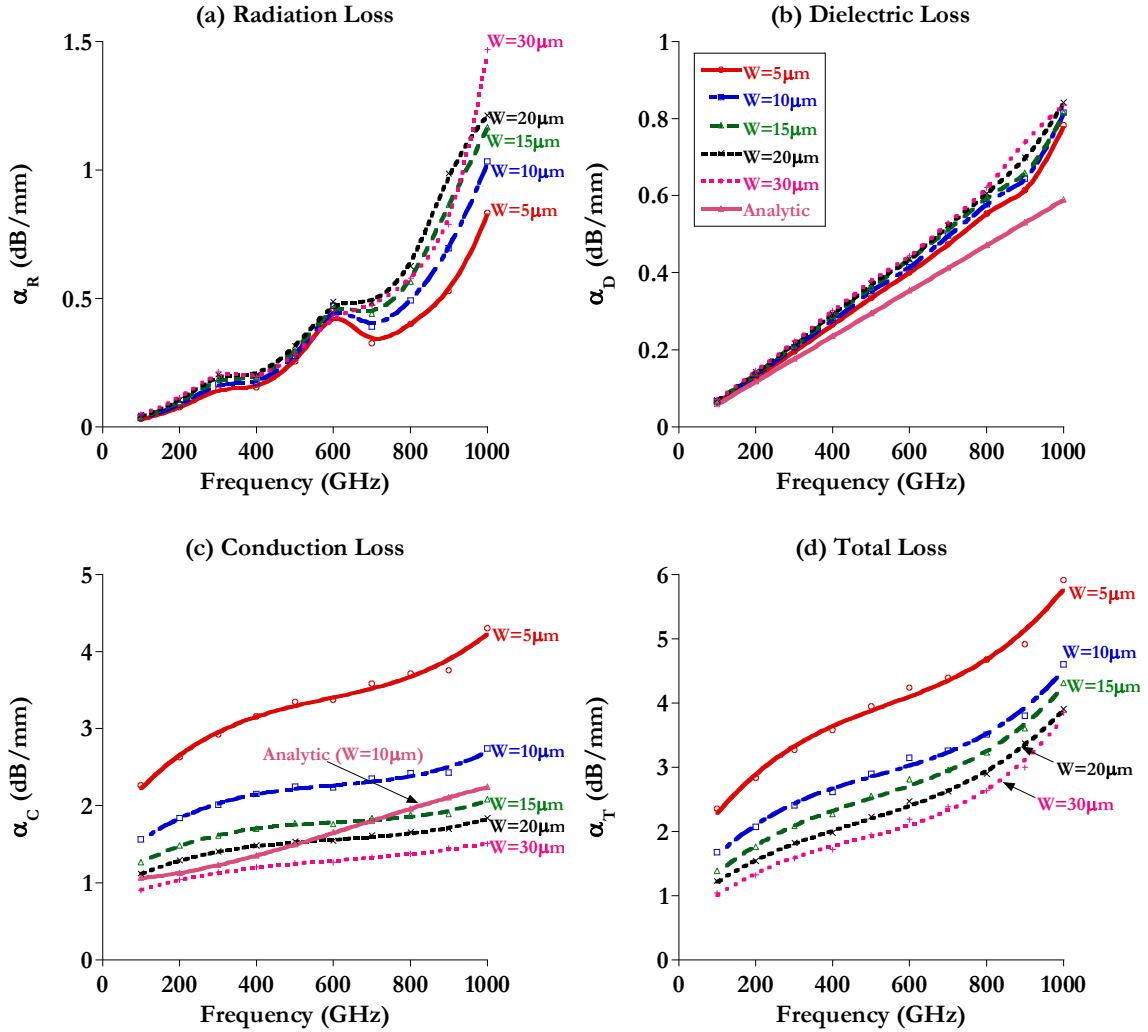 (a) Radiation Loss
1.5
1
0.5
0
0
200
400
600
800
1000
α_R (dB/mm)
Frequency (GHz)
W=30μm
W=20μm
W=15μm
W=10μm
W=5μm
(b) Dielectric Loss
1
0.8
0.6
0.4
0.2
0
0
200
400
600
800
1000
α_D (dB/mm)
Frequency (GHz)
W=5μm
W=10μm
W=15μm
W=20μm
W=30μm
Analytic
(c) Conduction Loss
5
4
3
2
1
0
0
200
400
600
800
1000
α_C (dB/mm)
Frequency (GHz)
W=5μm
Analytic (W=10μm)
W=10μm
W=15μm
W=20μm
W=30μm
(d) Total Loss
6
5
4
3
2
1
0
0
200
400
600
800
1000
α_T (dB/mm)
Frequency (GHz)
W=5μm
W=10μm
W=15μm
W=20μm
W=30μm